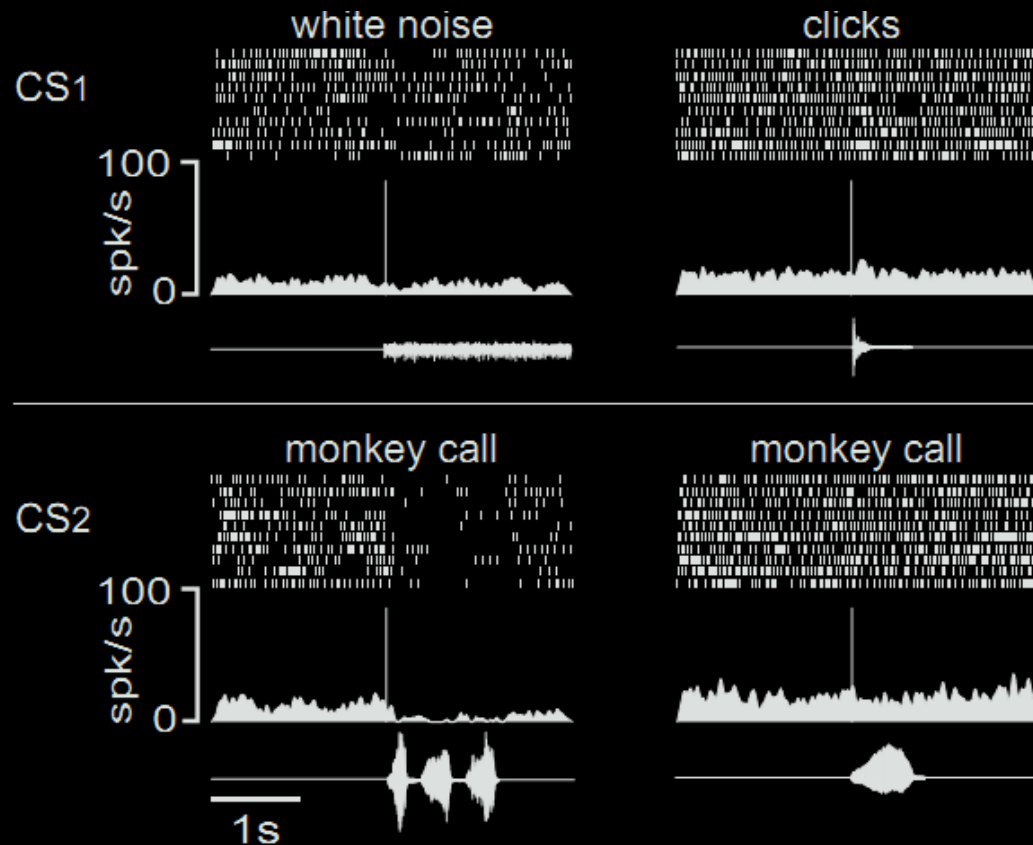 white noise
clicks
CS1
100
spk/s
0
monkey call
monkey call
CS2
100
spk/s
0
1s